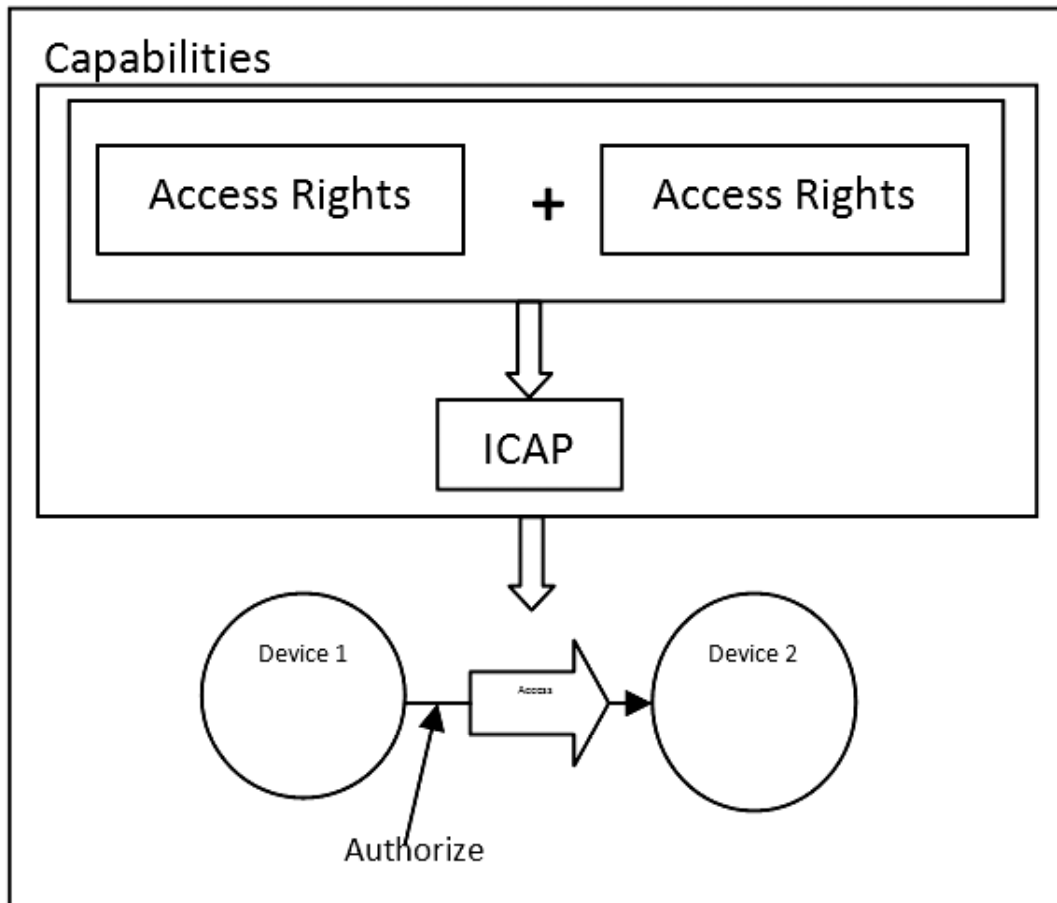 Capabilities
Access Rights + Access Rights
ICAP
Device 1
Access
Device 2
Authorize